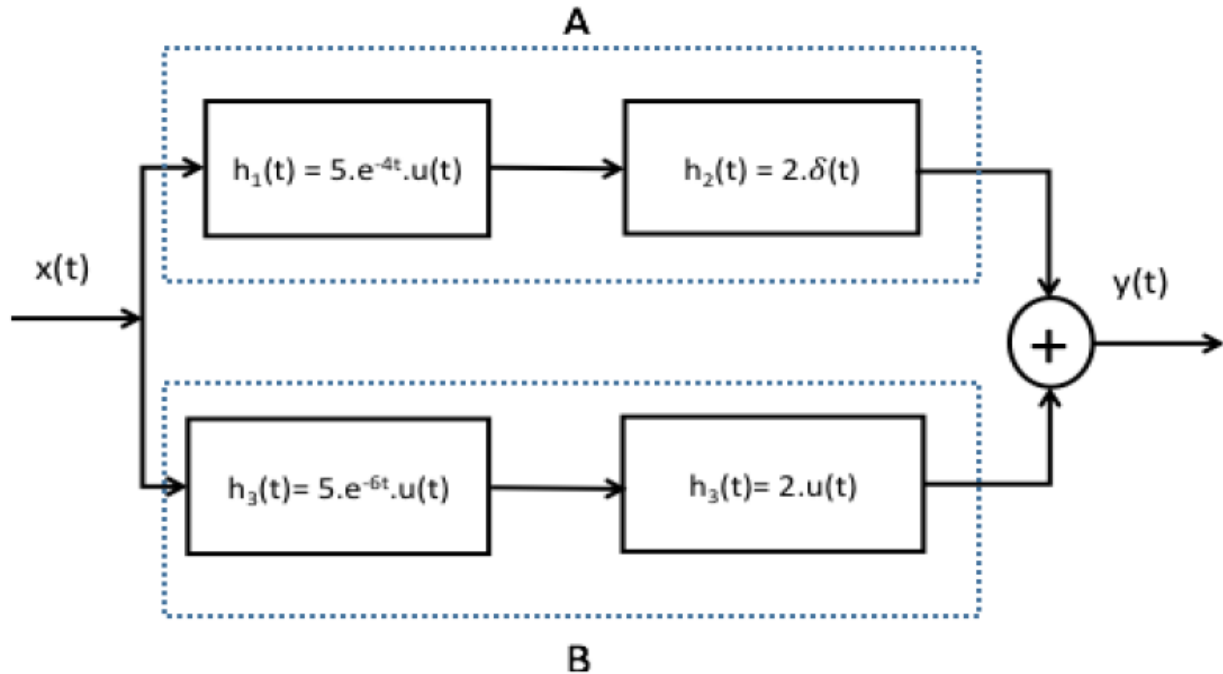 A
h₁(t) = 5.e⁻⁴ᵗ.u(t)
h₂(t) = 2.δ(t)
x(t)
y(t)
+
h₃(t)= 5.e⁻⁶ᵗ.u(t)
h₃(t)= 2.u(t)
B